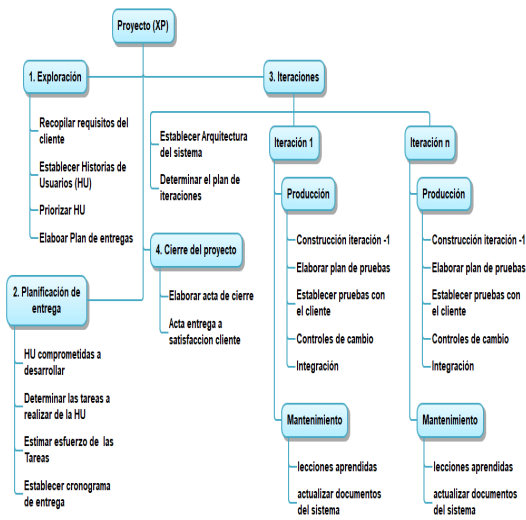 Proyecto (XP)
1. Exploración
Recopilar requisitos del
cliente
Establecer Historias de
Usuarios (HU)
Priorizar HU
Elaboar Plan de entregas
2. Planificación de
entrega
HU comprometidas a
desarrollar
Determinar las tareas a
realizar de la HU
Estimar esfuerzo de las
Tareas
Establecer cronograma
de entrega
3. Iteraciones
Establecer Arquitectura
del sistema
Determinar el plan de
iteraciones
Iteración 1
Producción
Construcción iteración -1
Elaborar plan de pruebas
Establecer pruebas con
el cliente
Controles de cambio
Integración
Mantenimiento
lecciones aprendidas
actualizar documentos
del sistema
Iteración n
Producción
Construcción iteración -1
Elaborar plan de pruebas
Establecer pruebas con
el cliente
Controles de cambio
Integración
Mantenimiento
lecciones aprendidas
actualizar documentos
del sistema
4. Cierre del proyecto
Elaborar acta de cierre
Acta entrega a
satisfaccion cliente